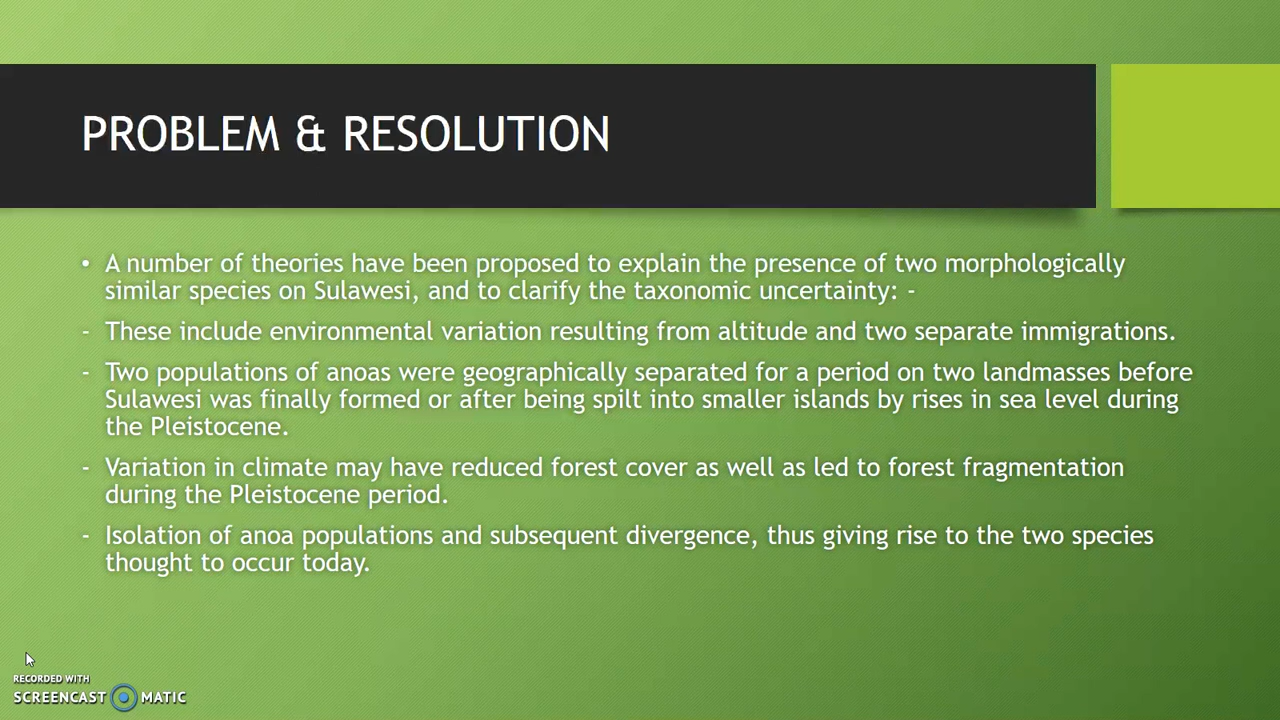 PROBLEM & RESOLUTION
• A number of theories have been proposed to explain the presence of two morphologically
similar species on Sulawesi, and to clarify the taxonomic uncertainty: -
- These include environmental variation resulting from altitude and two separate immigrations.
- Two populations of anoas were geographically separated for a period on two landmasses before
Sulawesi was finally formed or after being spilt into smaller islands by rises in sea level during
the Pleistocene.
- Variation in climate may have reduced forest cover as well as led to forest fragmentation
during the Pleistocene period.
- Isolation of anoa populations and subsequent divergence, thus giving rise to the two species
thought to occur today.
RECORDED WITH
SCREENCAST MATIC